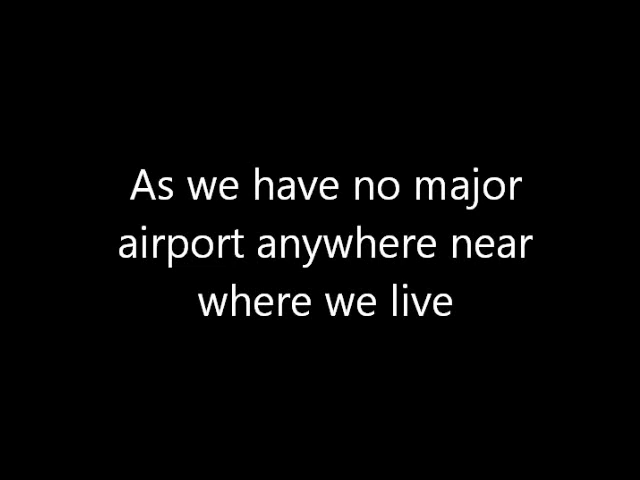 As we have no major
airport anywhere near
where we live